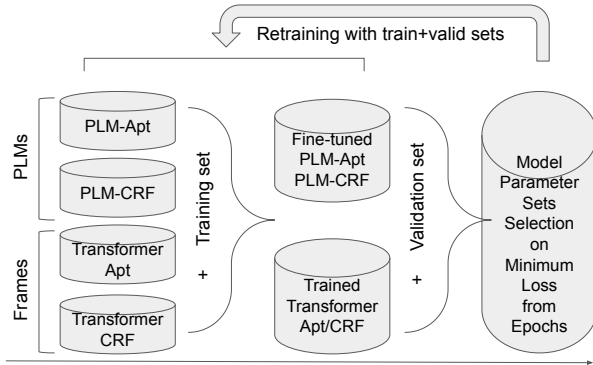 Retraining with train+valid sets
PLMs
PLM-Apt
PLM-CRF
Frames
Transformer
Apt
Transformer
CRF
+ Training set
Fine-tuned
PLM-Apt
PLM-CRF
Trained
Transformer
Apt/CRF
+ Validation set
Model
Parameter
Sets
Selection
on
Minimum
Loss
from
Epochs